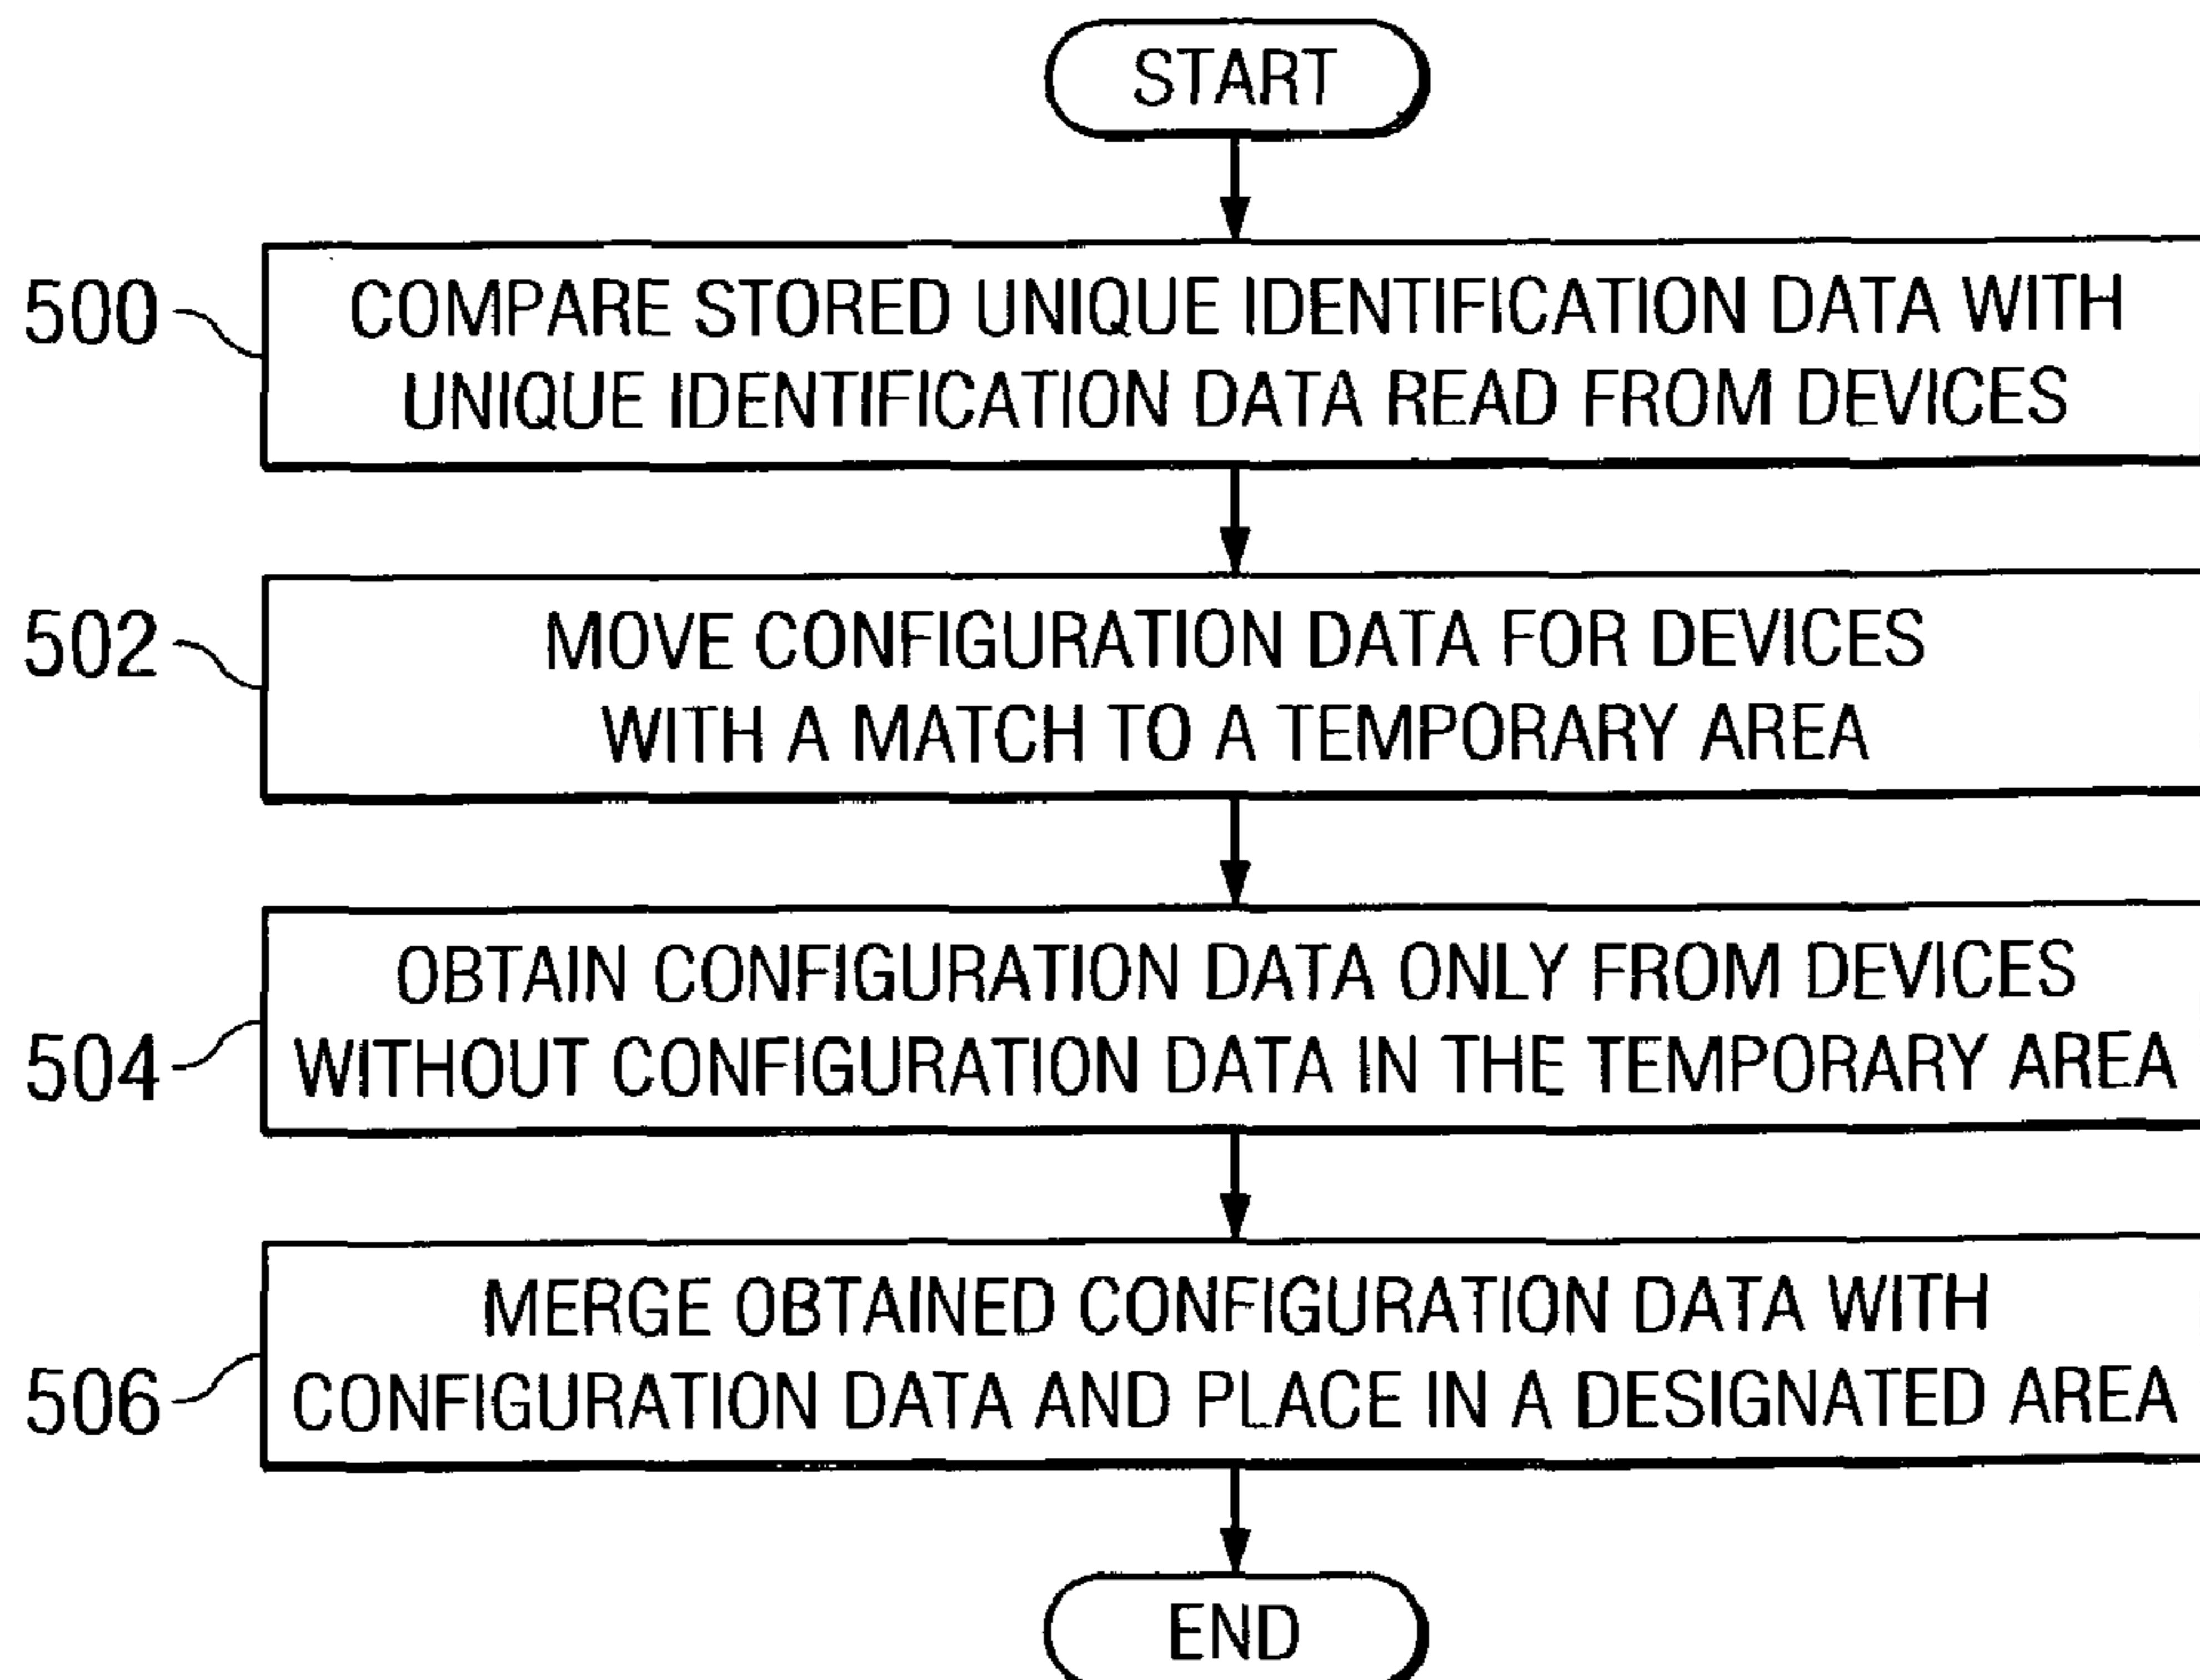 START
500
COMPARE STORED UNIQUE IDENTIFICATION DATA WITH
UNIQUE IDENTIFICATION DATA READ FROM DEVICES
502
MOVE CONFIGURATION DATA FOR DEVICES
WITH A MATCH TO A TEMPORARY AREA
504
OBTAIN CONFIGURATION DATA ONLY FROM DEVICES
WITHOUT CONFIGURATION DATA IN THE TEMPORARY AREA
506
MERGE OBTAINED CONFIGURATION DATA WITH
CONFIGURATION DATA AND PLACE IN A DESIGNATED AREA
END